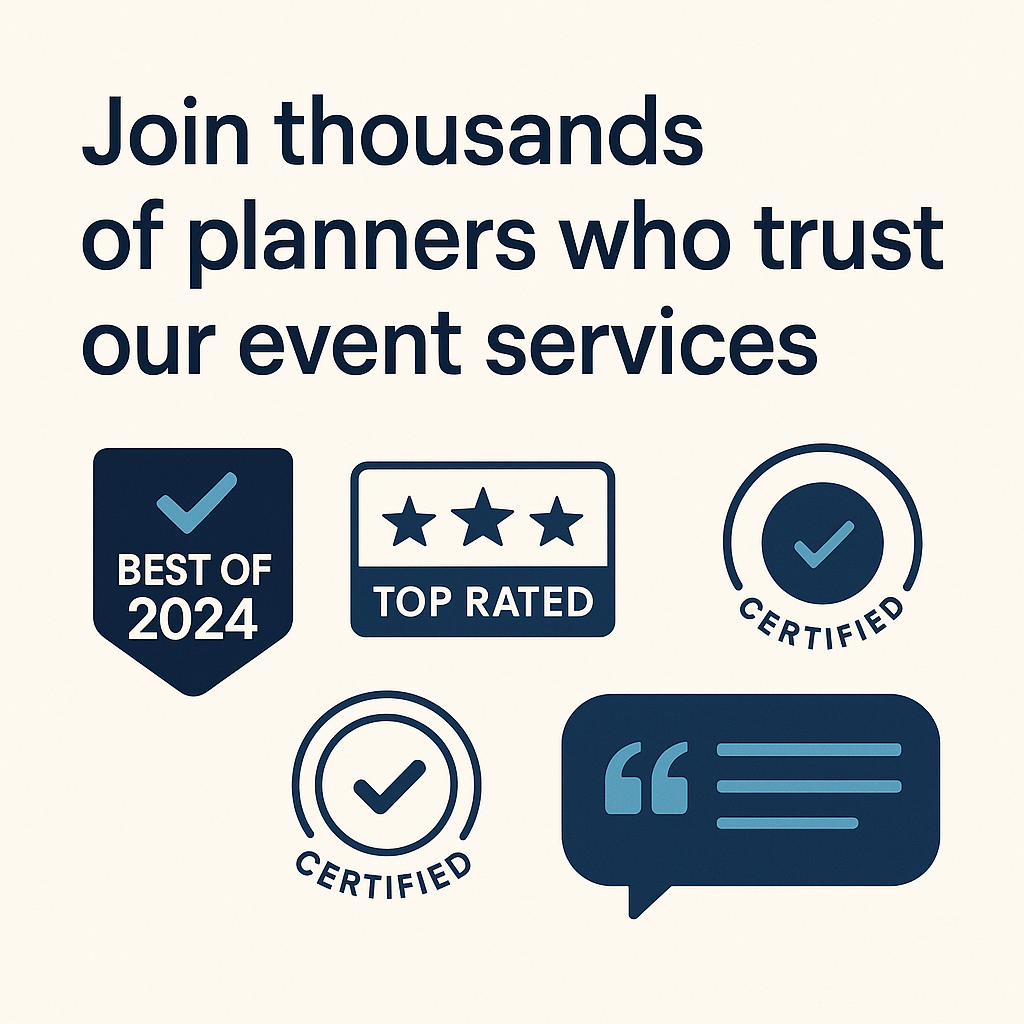 Join thousands
of planners who trust
our event services
BEST OF
2024
TOP RATED
CERTIFIED
CERTIFIED
“